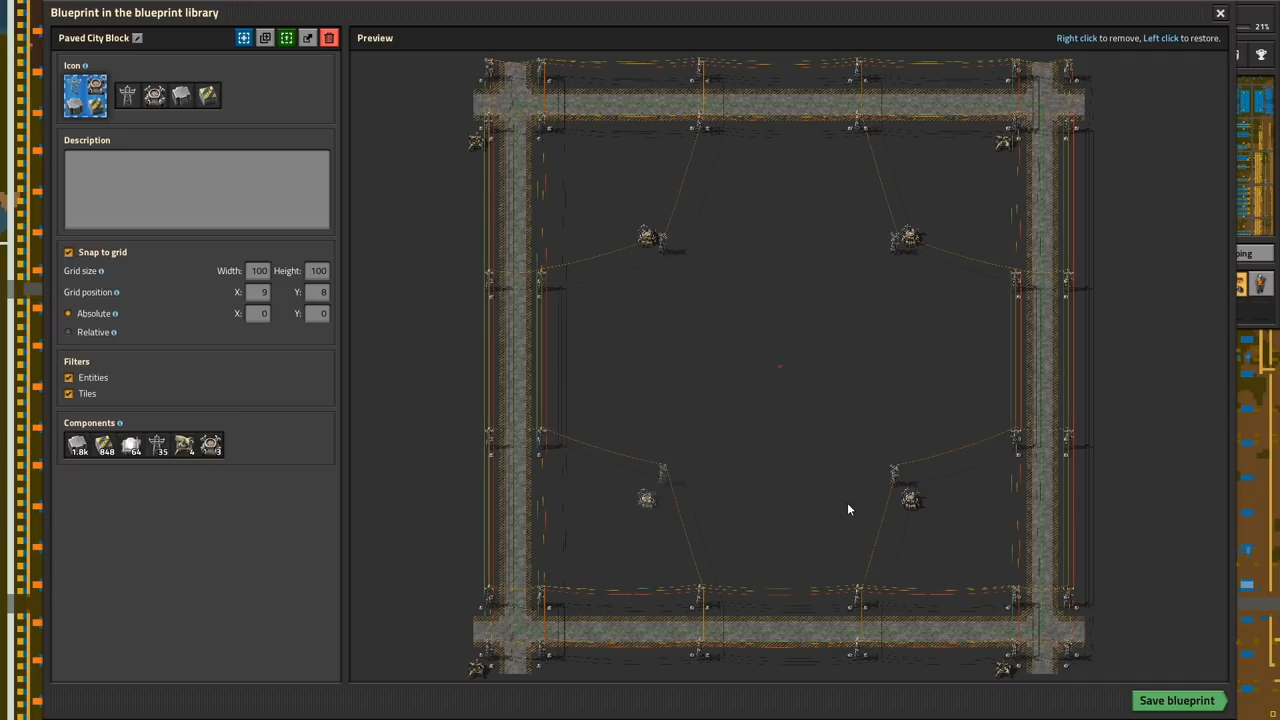 Blueprint in the blueprint library
Paved City Block
Preview
Right click to remove, Left click to restore.
21%
Icon
Description
Snap to grid
Grid size Width: 100 Height: 100
Grid position X: 9 Y: 8
Absolute X: 0 Y: 0
Relative
Filters
Entities
Tiles
Components
1.8k 848 64 35 4 3
Save blueprint